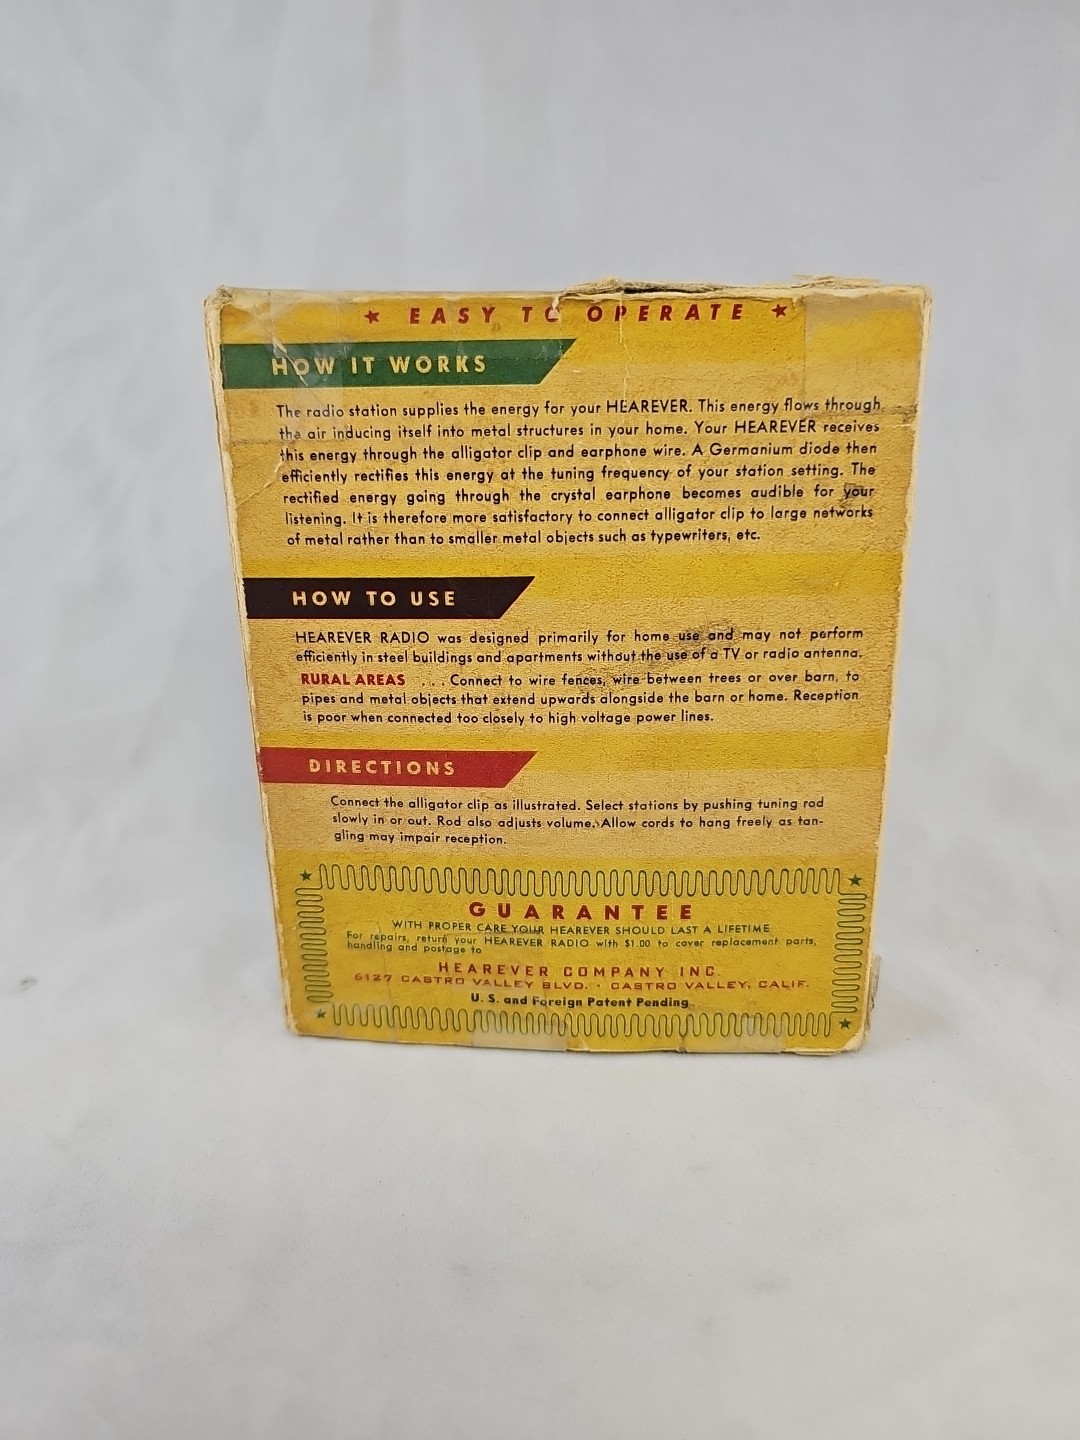 ★ EASY TO OPERATE ★
HOW IT WORKS
The radio station supplies the energy for your HEAREVER. This energy flows through
the air inducing itself into metal structures in your home. Your HEAREVER receives
this energy through the alligator clip and earphone wire. A Germanium diode then
efficiently rectifies this energy at the tuning frequency of your station setting. The
rectified energy going through the crystal earphone becomes audible for your
listening. It is therefore more satisfactory to connect alligator clip to large networks
of metal rather than to smaller metal objects such as typewriters, etc.
HOW TO USE
HEAREVER RADIO was designed primarily for home use and may not perform
efficiently in steel buildings and apartments without the use of a TV or radio antenna.
RURAL AREAS . . . Connect to wire fences, wire between trees or over barn, to
pipes and metal objects that extend upwards alongside the barn or home. Reception
is poor when connected too closely to high voltage power lines.
DIRECTIONS
Connect the alligator clip as illustrated. Select stations by pushing tuning rod
slowly in or out. Rod also adjusts volume. Allow cords to hang freely as tan-
gling may impair reception.
GUARANTEE
WITH PROPER CARE YOUR HEAREVER SHOULD LAST A LIFETIME
For repairs, return your HEAREVER RADIO with $1.00 to cover replacement parts,
handling and postage to
HEAREVER COMPANY INC.
6127 CASTRO VALLEY BLVD. · CASTRO VALLEY, CALIF.
U. S. and Foreign Patent Pending